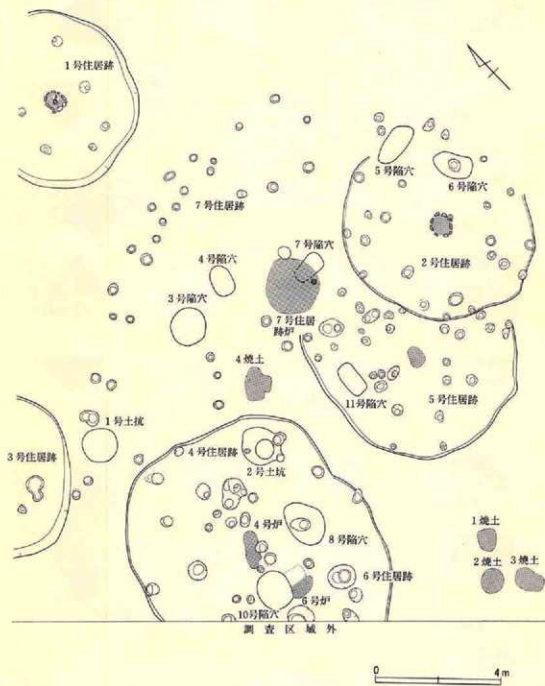 1号住居跡
5号陥穴
6号陥穴
7号住居跡
4号陥穴
7号陥穴
2号住居跡
3号陥穴
7号住居
跡炉
4焼土
11号陥穴
5号住居跡
1号土坑
3号住居跡
4号住居跡
2号土坑
4号炉
8号陥穴
1焼土
6号住居跡
2焼土
3焼土
10号陥穴
6号炉
調査区域外
0
4m